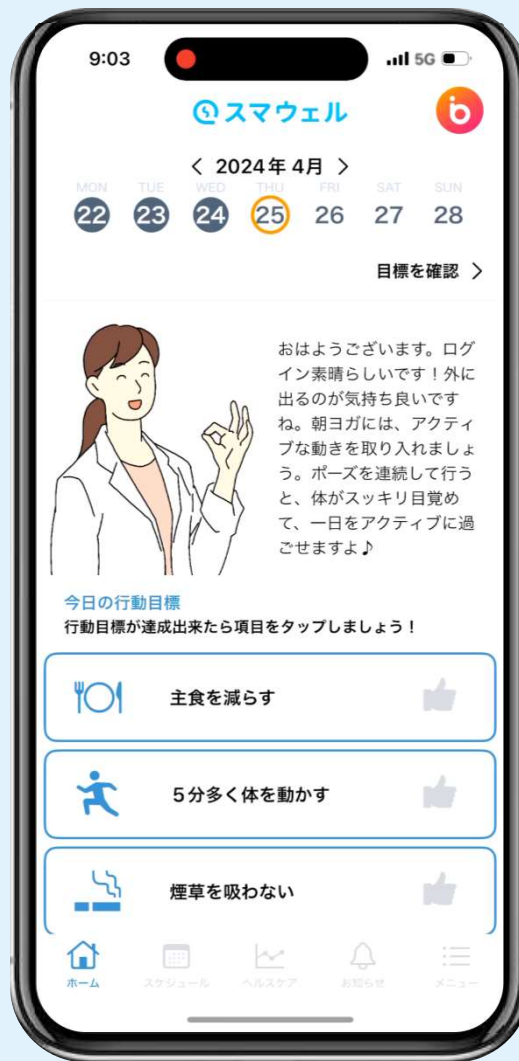 9:03
5G
スマウェル
2024年 4月
MON TUE WED THU FRI SAT SUN
22 23 24 25 26 27 28
目標を確認
おはようございます。ログ
イン素晴らしいです！外に
出るのが気持ち良いです
ね。朝ヨガには、アクティ
ブな動きを取り入れましょ
う。ポーズを連続して行う
と、体がスッキリ目覚め
て、一日をアクティブに過
ごせますよ♪
今日の行動目標
行動目標が達成出来たら項目をタップしましょう！
主食を減らす
５分多く体を動かす
煙草を吸わない
ホーム スケジュール ヘルスケア お知らせ メニュー